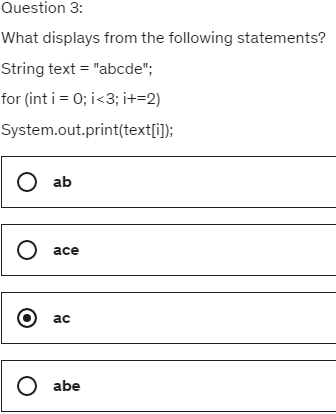 Question 3:
What displays from the following statements?
String text = "abcde";
for (int i = 0; i<3; i+=2)
System.out.print(text[i]);
ab
ace
ac
abe